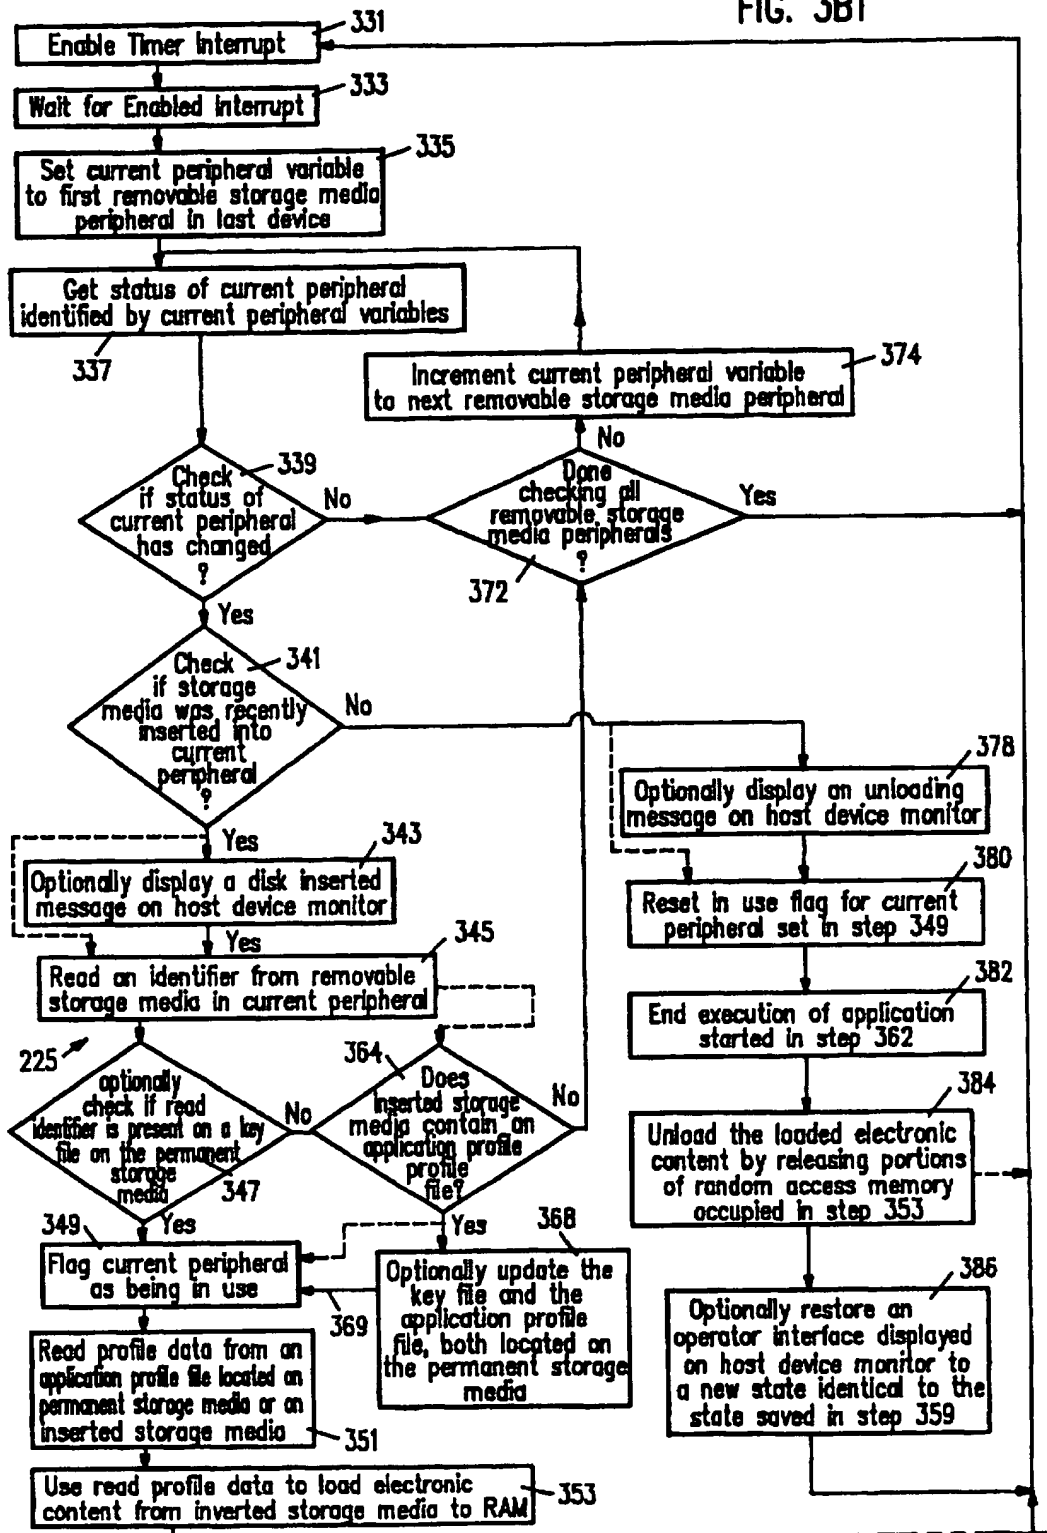 FIG. 3B1
331
Enable Timer Interrupt
333
Wait for Enabled interrupt
335
Set current peripheral variable
to first removable storage media
peripheral in last device
Get status of current peripheral
identified by current peripheral variables
337
374
Increment current peripheral variable
to next removable storage media peripheral
No
339
Check
if status of
current peripheral
has changed
?
No
Done
checking all
removable storage
media peripherals
?
372
Yes
Yes
341
Check
if storage
media was recently
inserted into
current
peripheral
?
No
378
Optionally display an unloading
message on host device monitor
Yes
343
Optionally display a disk inserted
message on host device monitor
380
Reset in use flag for current
peripheral set in step 349
Yes
345
Read an identifier from removable
storage media in current peripheral
382
End execution of application
started in step 362
225
optionally
check if read
identifier is present on a key
file on the permanent
storage
media
347
No
364
Does
inserted storage
media contain an
application profile
profile
file?
No
384
Unload the loaded electronic
content by releasing portions
of random access memory
occupied in step 353
Yes
349
Flag current peripheral
as being in use
Yes
368
Optionally update the
key file and the
application profile
file, both located on
the permanent storage
media
369
386
Optionally restore an
operator interface displayed
on host device monitor to
a new state identical to the
state saved in step 359
Read profile data from an
application profile file located on
permanent storage media or on
inserted storage media
351
Use read profile data to load electronic
content from inverted storage media to RAM
353